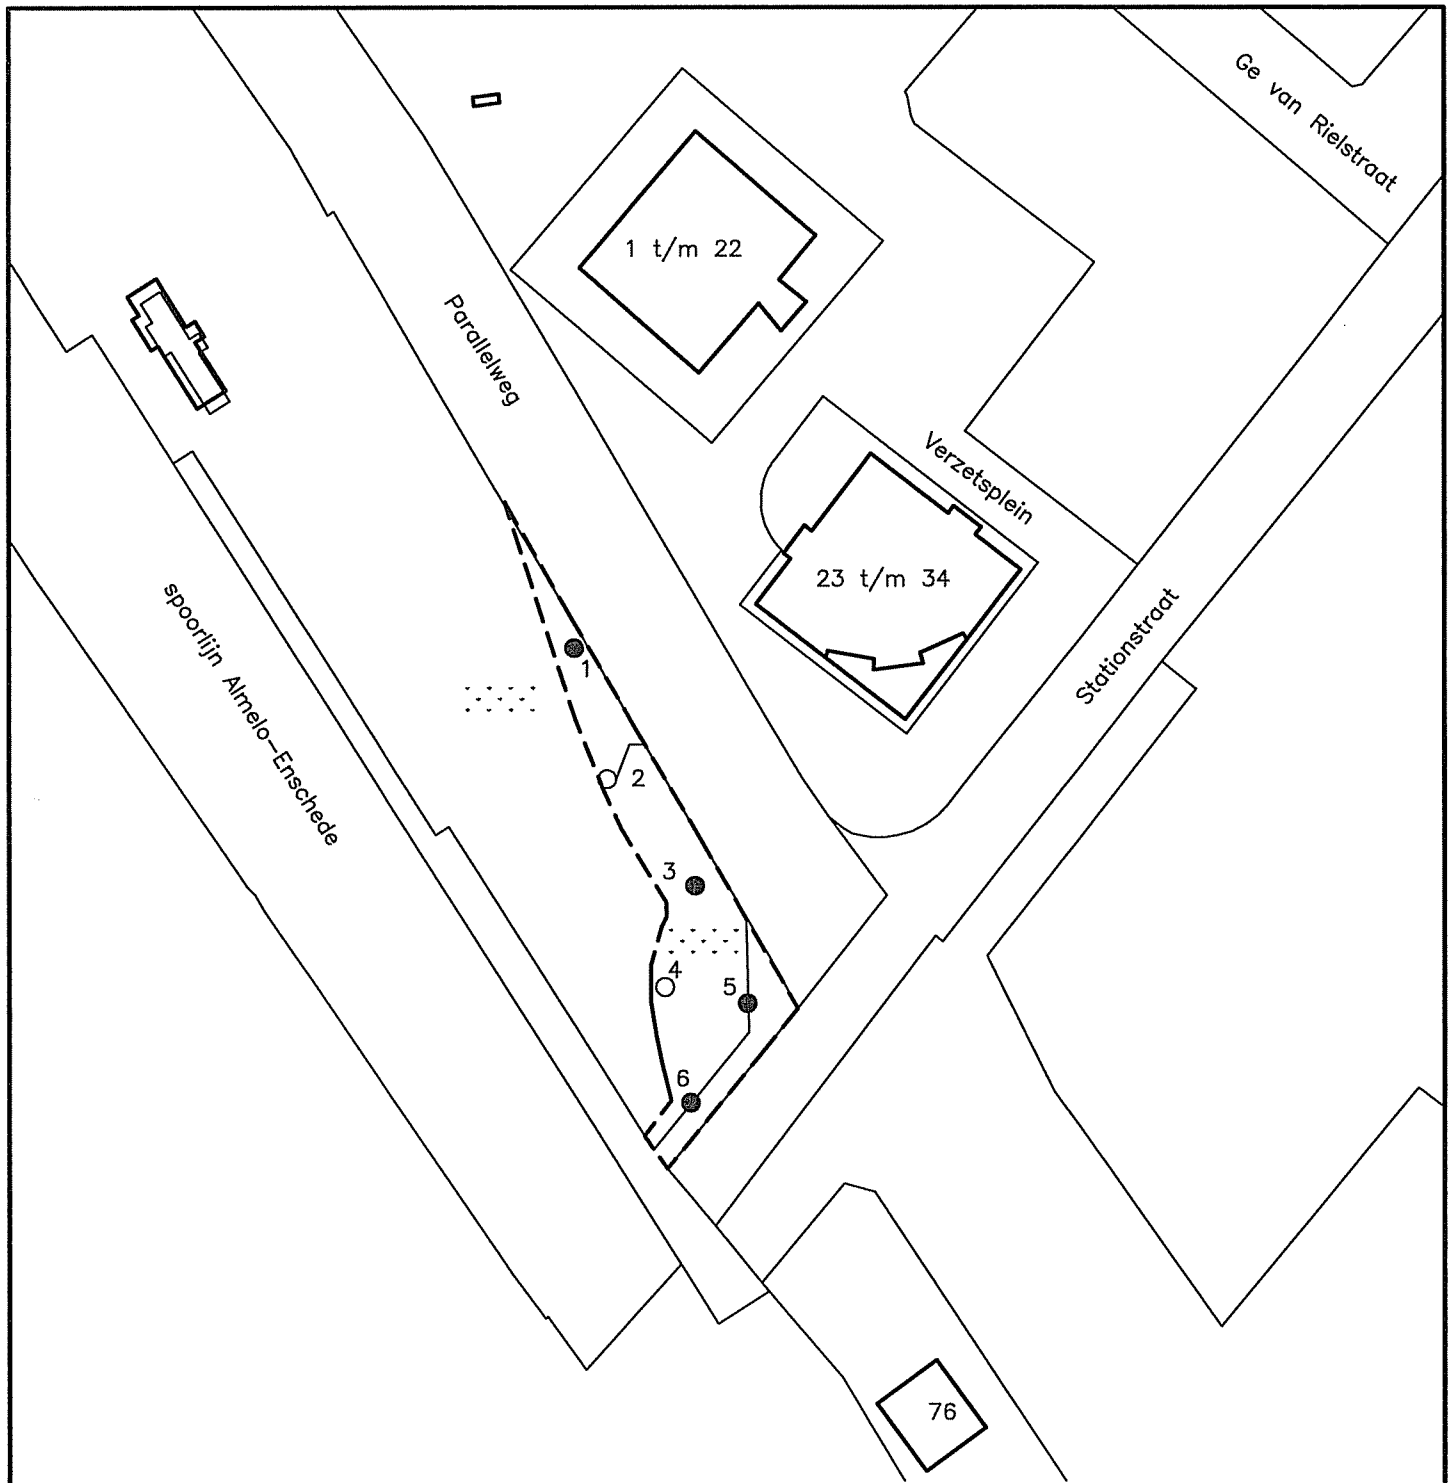 Ge van Rielstraat
1 t/m 22
Parallelweg
Verzetsplein
23 t/m 34
Stationstraat
spoorlijn Almelo-Enschede
1
2
3
4
5
6
76